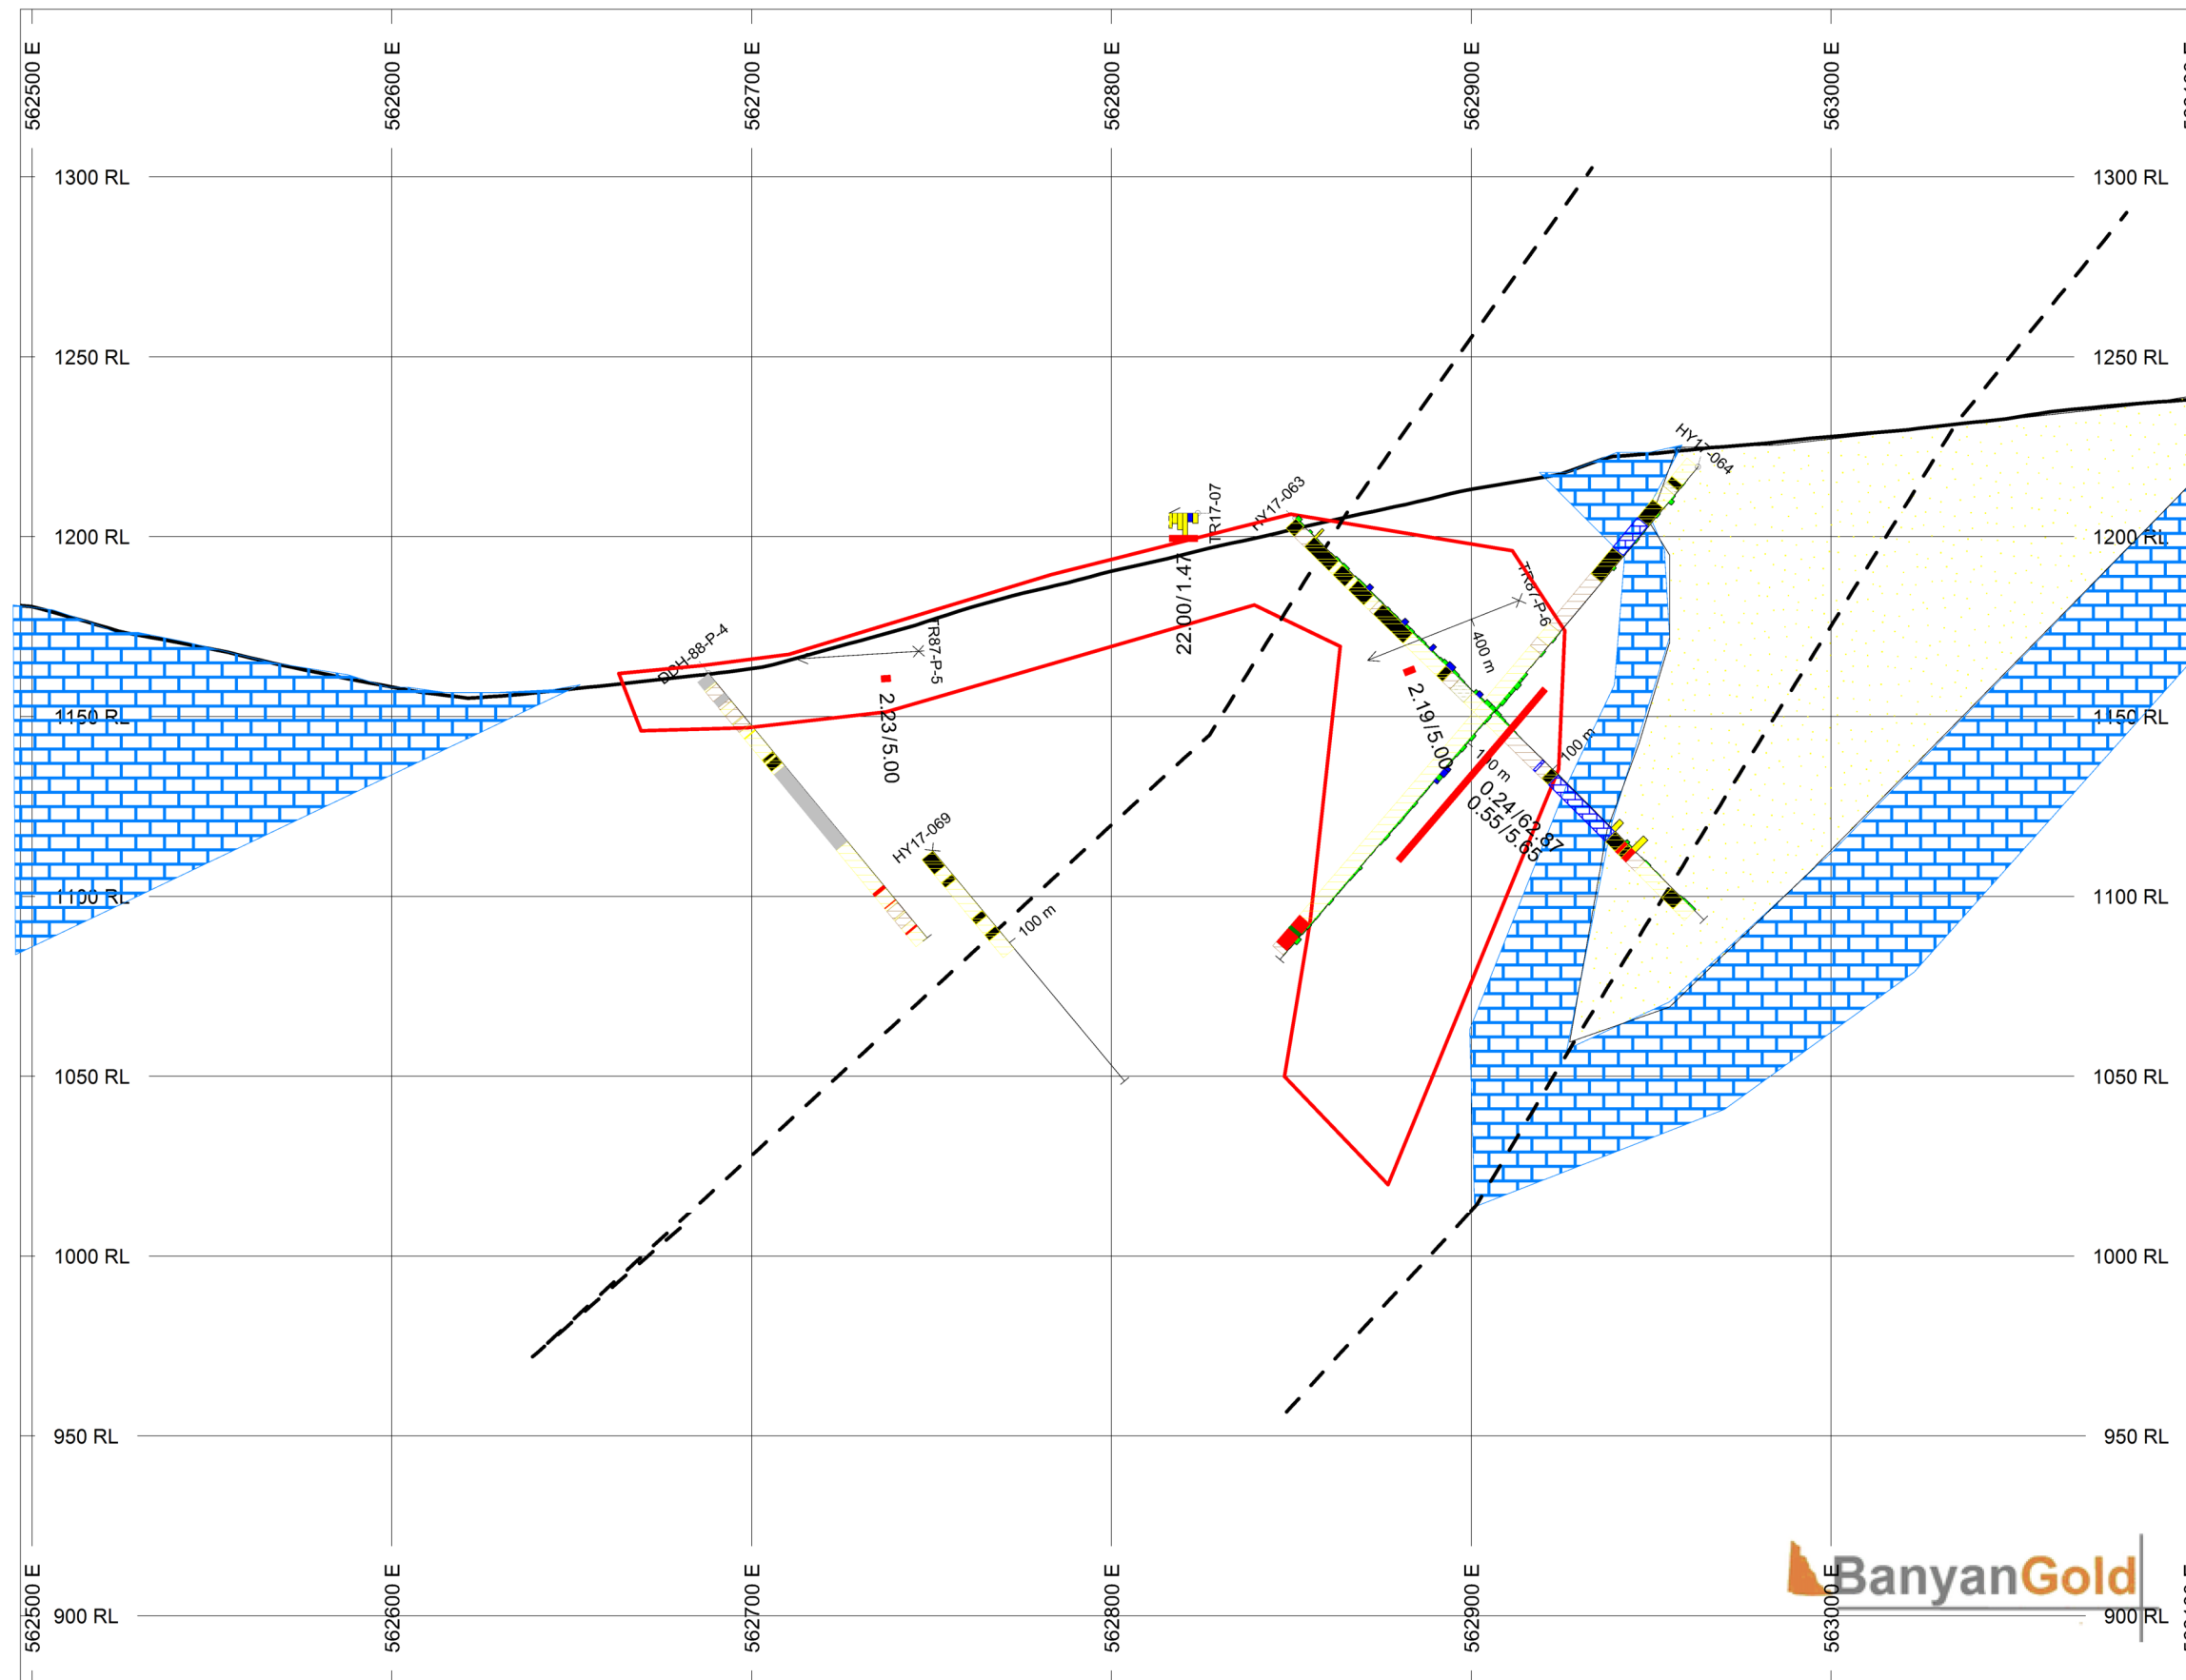 562500 E
562600 E
562700 E
562800 E
562900 E
563000 E
1300 RL
1300 RL
1250 RL
1250 RL
HY17-064
HY17-063
TR17-07
1200 RL
1200 RL
22.00/1.47
TR87-P-6
DDH-88-P-4
TR87-P-5
400 m
1150 RL
1150 RL
2.23/5.00
2.19/5.00
100 m
100 m
0.24/62.87
0.55/5.65
HY17-069
1100 RL
1100 RL
100 m
1050 RL
1050 RL
1000 RL
1000 RL
950 RL
950 RL
BanyanGold
900 RL
900 RL
562500 E
562600 E
562700 E
562800 E
562900 E
563000 E